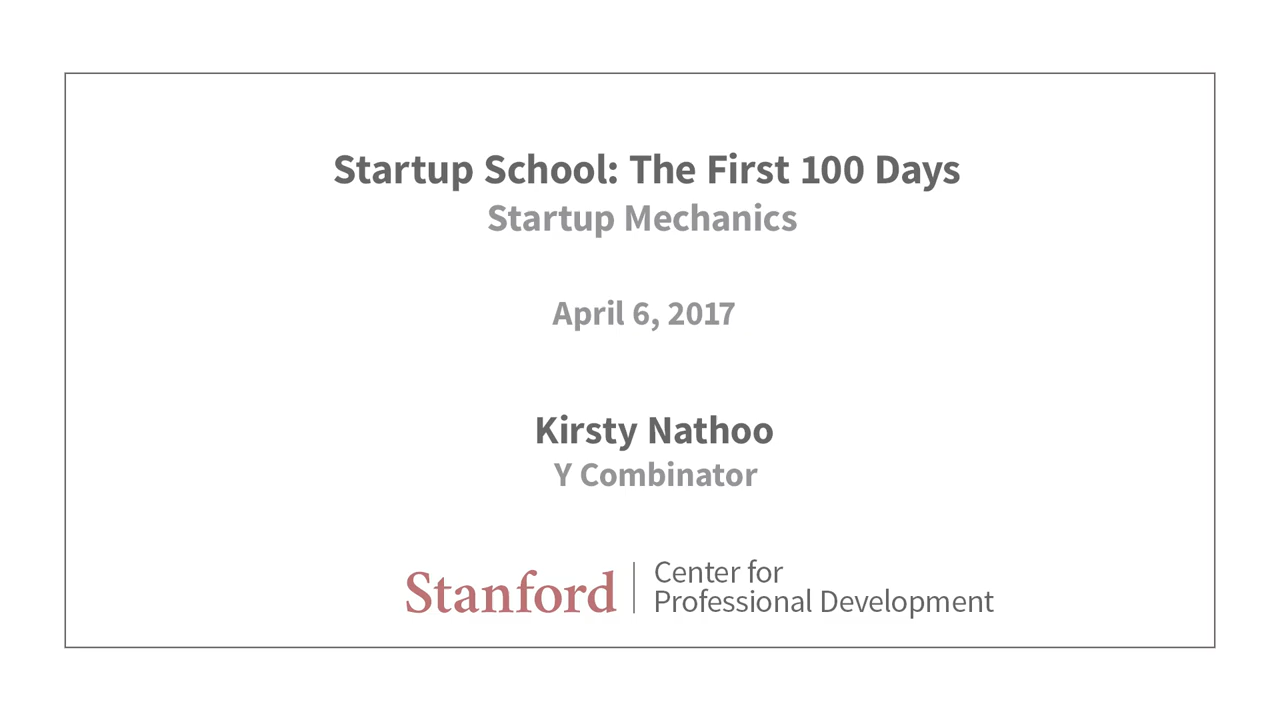 Startup School: The First 100 Days
Startup Mechanics
April 6, 2017
Kirsty Nathoo
Y Combinator
Stanford
Center for
Professional Development